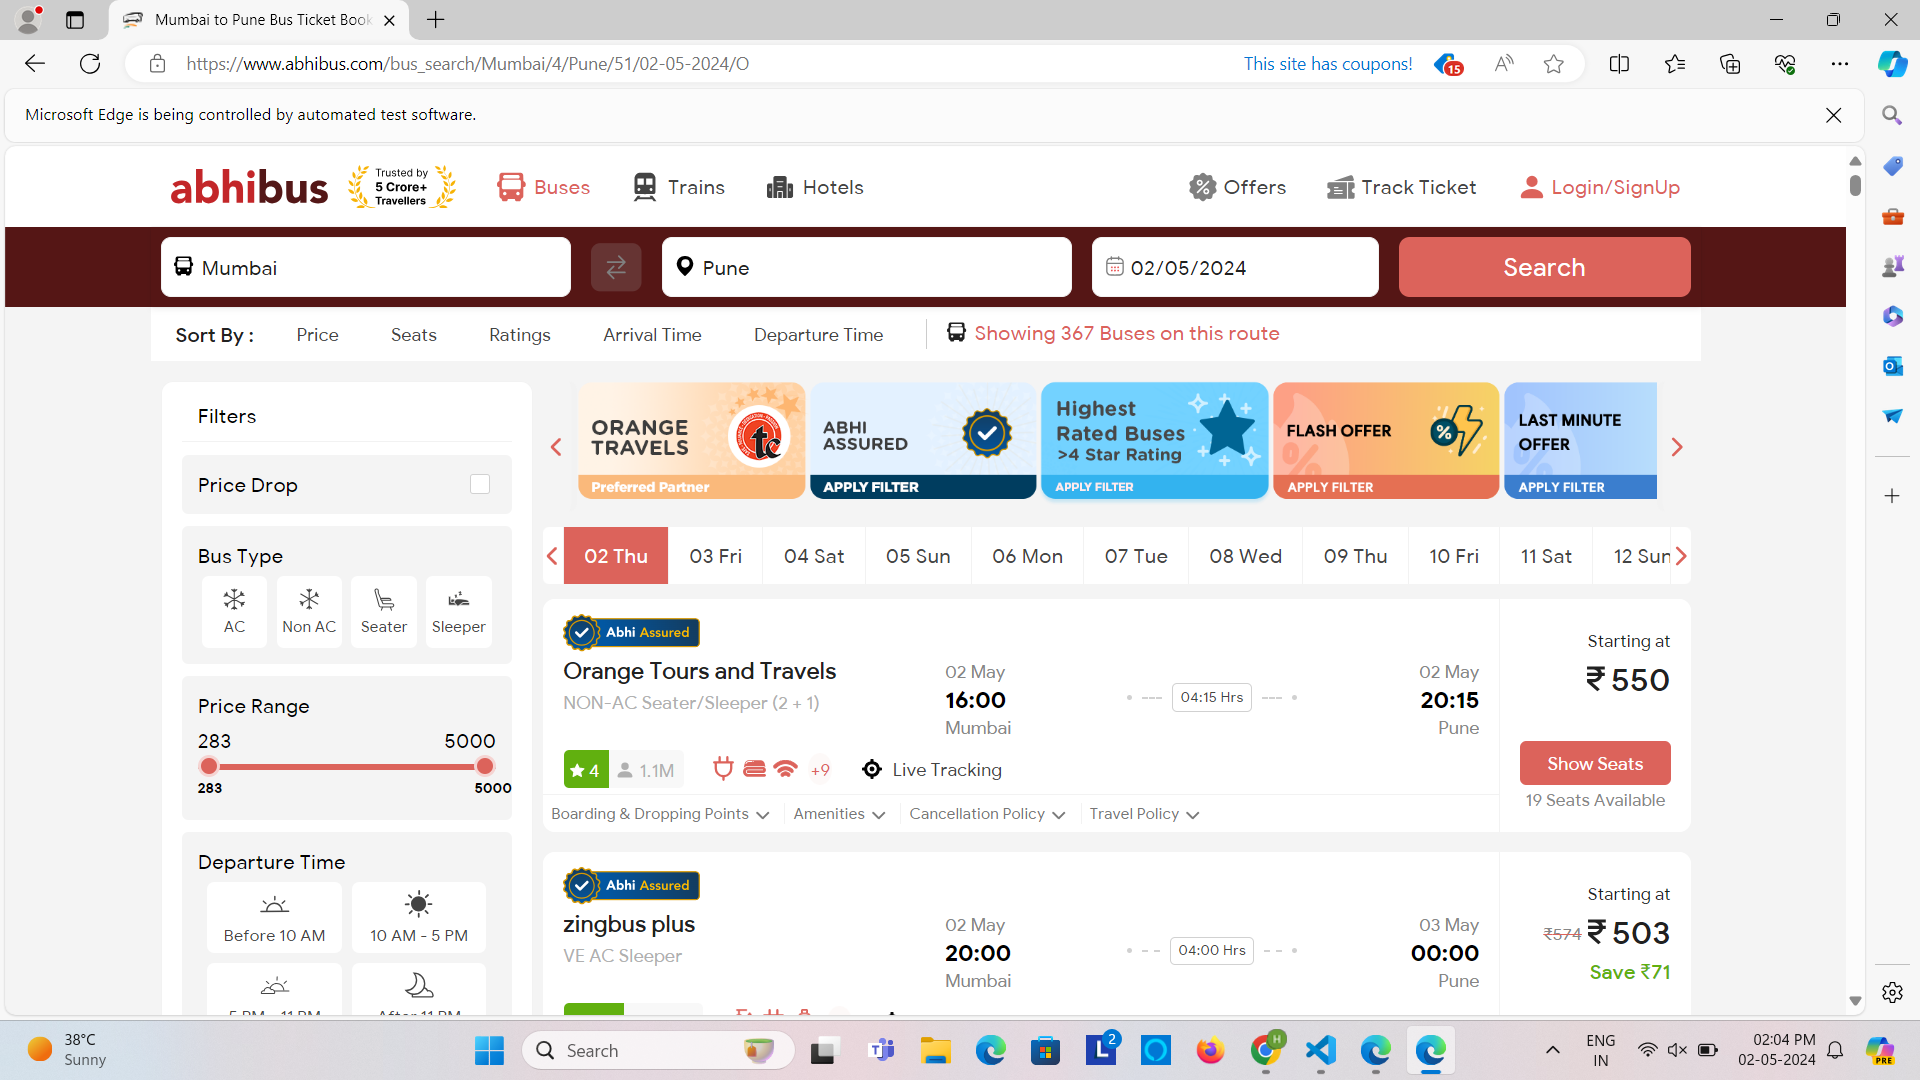 Mumbai to Pune Bus Ticket Book
https://www.abhibus.com/bus_search/Mumbai/4/Pune/51/02-05-2024/O
This site has coupons!
15
Microsoft Edge is being controlled by automated test software.
abhibus
Trusted by
5 Crore+
Travellers
Buses
Trains
Hotels
Offers
Track Ticket
Login/SignUp
Mumbai
Pune
02/05/2024
Search
Sort By :
Price
Seats
Ratings
Arrival Time
Departure Time
Showing 367 Buses on this route
Filters
Price Drop
Bus Type
AC
Non AC
Seater
Sleeper
Price Range
283
5000
283
5000
Departure Time
Before 10 AM
10 AM - 5 PM
5 PM - 11 PM
After 11 PM
ORANGE
TRAVELS
tc
Preferred Partner
ABHI
ASSURED
APPLY FILTER
Highest
Rated Buses
>4 Star Rating
APPLY FILTER
FLASH OFFER
%
APPLY FILTER
LAST MINUTE
OFFER
APPLY FILTER
02 Thu
03 Fri
04 Sat
05 Sun
06 Mon
07 Tue
08 Wed
09 Thu
10 Fri
11 Sat
12 Sun
Abhi Assured
Orange Tours and Travels
NON-AC Seater/Sleeper (2 + 1)
02 May
16:00
Mumbai
04:15 Hrs
02 May
20:15
Pune
Starting at
₹ 550
4
1.1M
+9
Live Tracking
Show Seats
19 Seats Available
Boarding & Dropping Points
Amenities
Cancellation Policy
Travel Policy
Abhi Assured
zingbus plus
VE AC Sleeper
02 May
20:00
Mumbai
04:00 Hrs
03 May
00:00
Pune
Starting at
₹574 ₹ 503
Save ₹71
38°C
Sunny
Search
2
H
ENG
IN
02:04 PM
02-05-2024
PRE